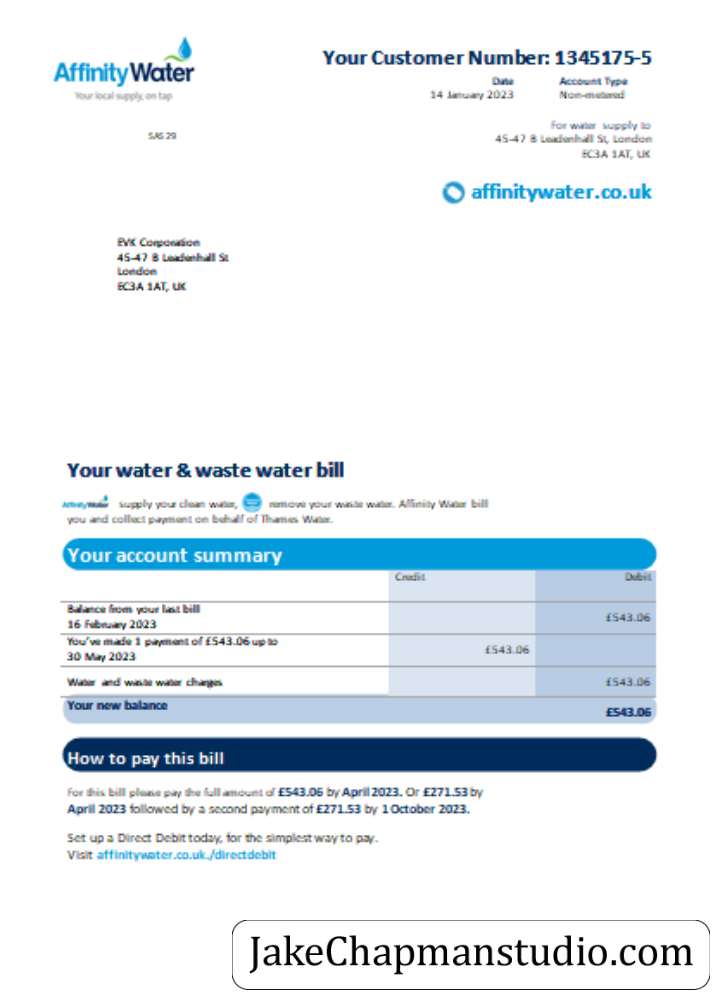 AffinityWater
Your local supply, on tap
Your Customer Number: 1345175-5
Date Account Type
14 January 2023 Non-metered
SAS 29
For water supply to
45-47 B Leadenhall St, London
EC3A 1AT, UK
affinitywater.co.uk
EVK Corporation
45-47 B Leadenhall St
London
EC3A 1AT, UK
Your water & waste water bill
AffinityWater supply your clean water, remove your waste water. Affinity Water bill
you and collect payment on behalf of Thames Water.
Your account summary
Credit Debit
Balance from your last bill
16 February 2023 £543.06
You've made 1 payment of £543.06 up to
30 May 2023 £543.06
Water and waste water charges £543.06
Your new balance £543.06
How to pay this bill
For this bill please pay the full amount of £543.06 by April 2023. Or £271.53 by
April 2023 followed by a second payment of £271.53 by 1 October 2023.
Set up a Direct Debit today, for the simplest way to pay.
Visit affinitywater.co.uk./directdebit
JakeChapmanstudio.com